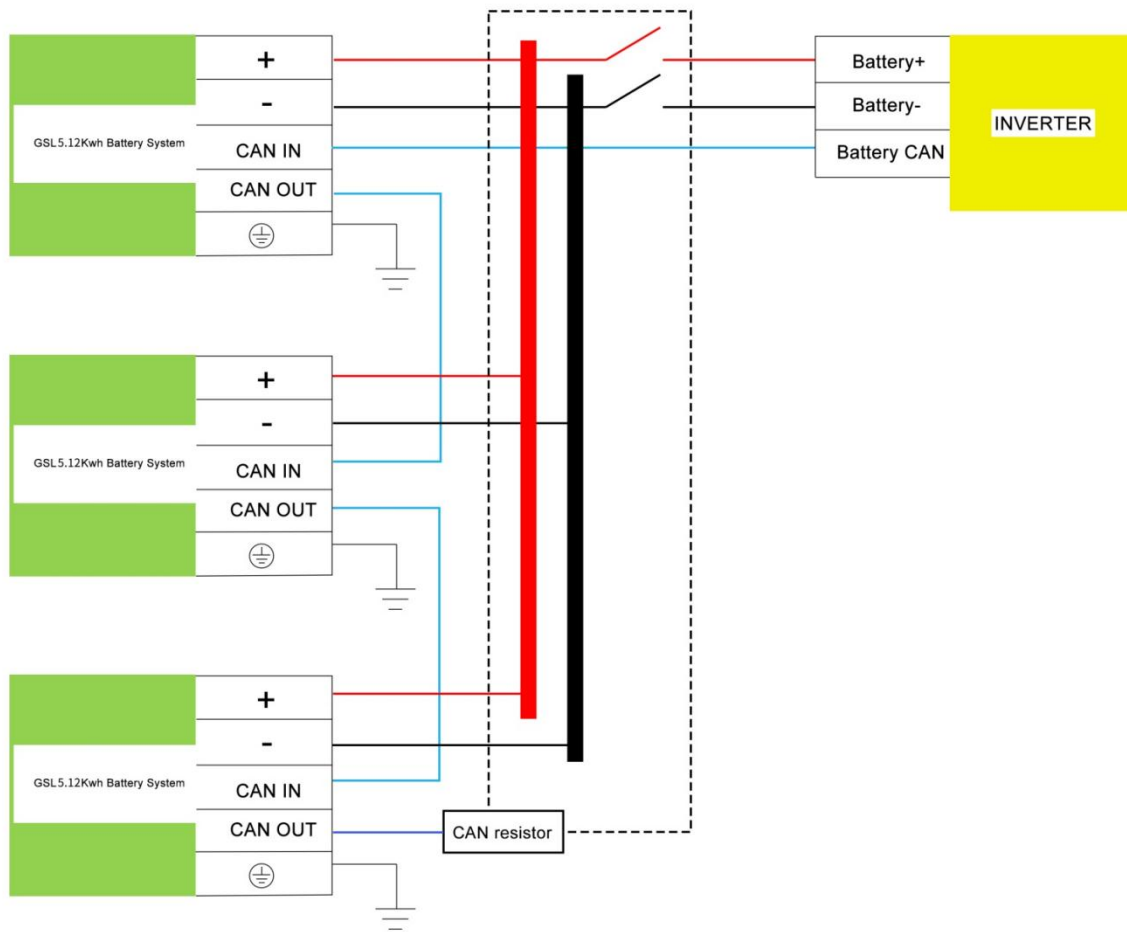 +
-
GSL5.12Kwh Battery System
CAN IN
CAN OUT
Battery+
Battery-
Battery CAN
INVERTER
+
-
GSL5.12Kwh Battery System
CAN IN
CAN OUT
+
-
GSL5.12Kwh Battery System
CAN IN
CAN OUT
CAN resistor